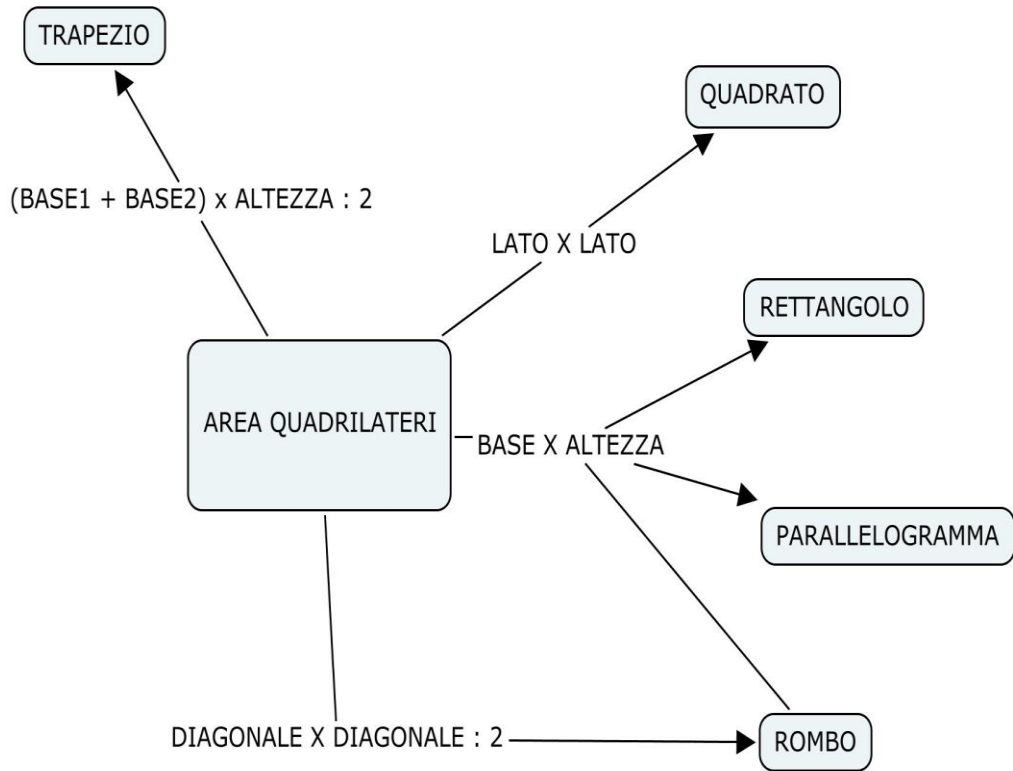 TRAPEZIO
QUADRATO
(BASE1 + BASE2) x ALTEZZA : 2
LATO X LATO
RETTANGOLO
AREA QUADRILATERI
BASE X ALTEZZA
PARALLELOGRAMMA
DIAGONALE X DIAGONALE : 2
ROMBO